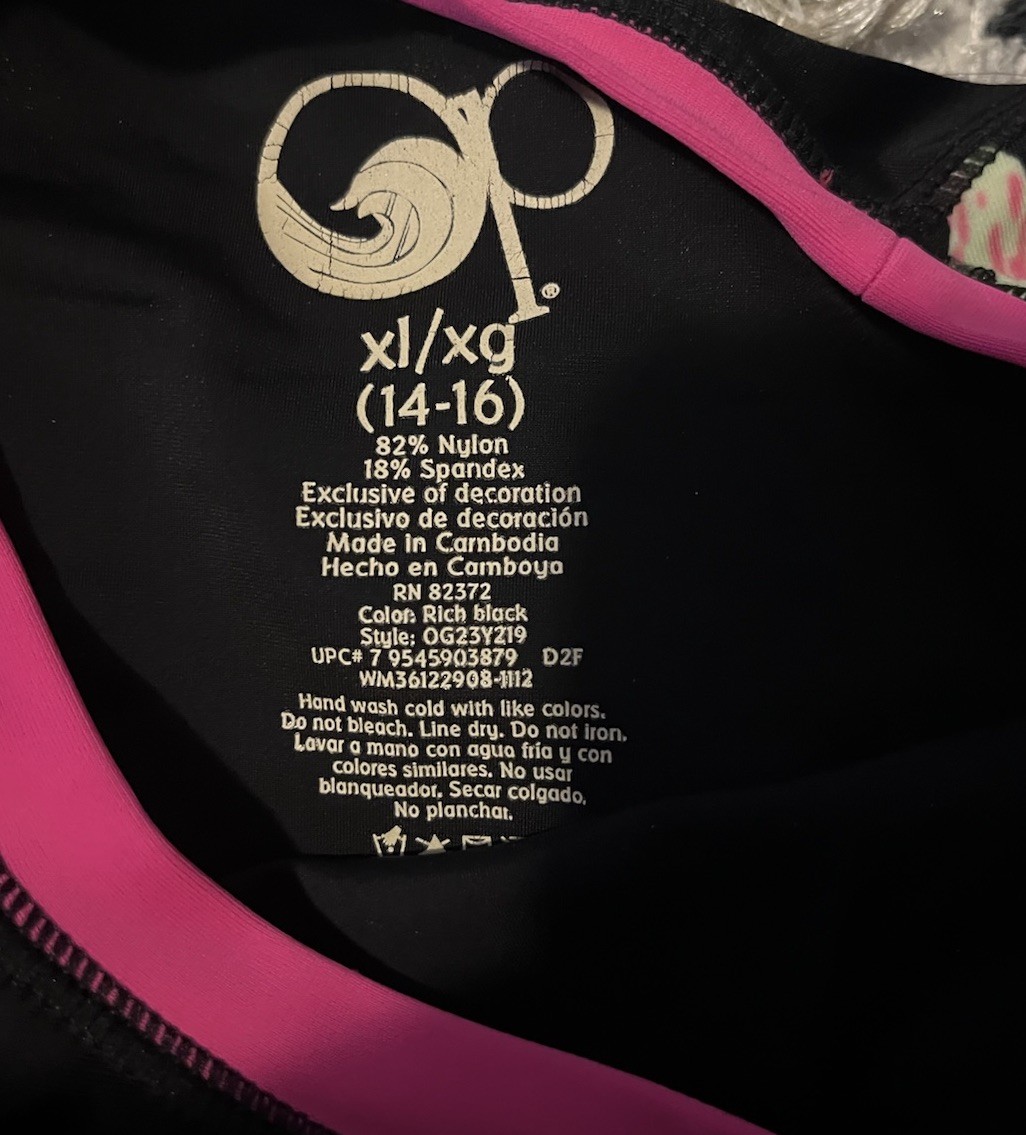 Op®
xl/xg
(14-16)
82% Nylon
18% Spandex
Exclusive of decoration
Exclusivo de decoración
Made in Cambodia
Hecho en Camboya
RN 82372
Color: Rich black
Style: OG23Y219
UPC# 7 9545903879 D2F
WM36122908-1112
Hand wash cold with like colors.
Do not bleach. Line dry. Do not iron.
Lavar a mano con agua fría y con
colores similares. No usar
blanqueador. Secar colgado.
No planchar.